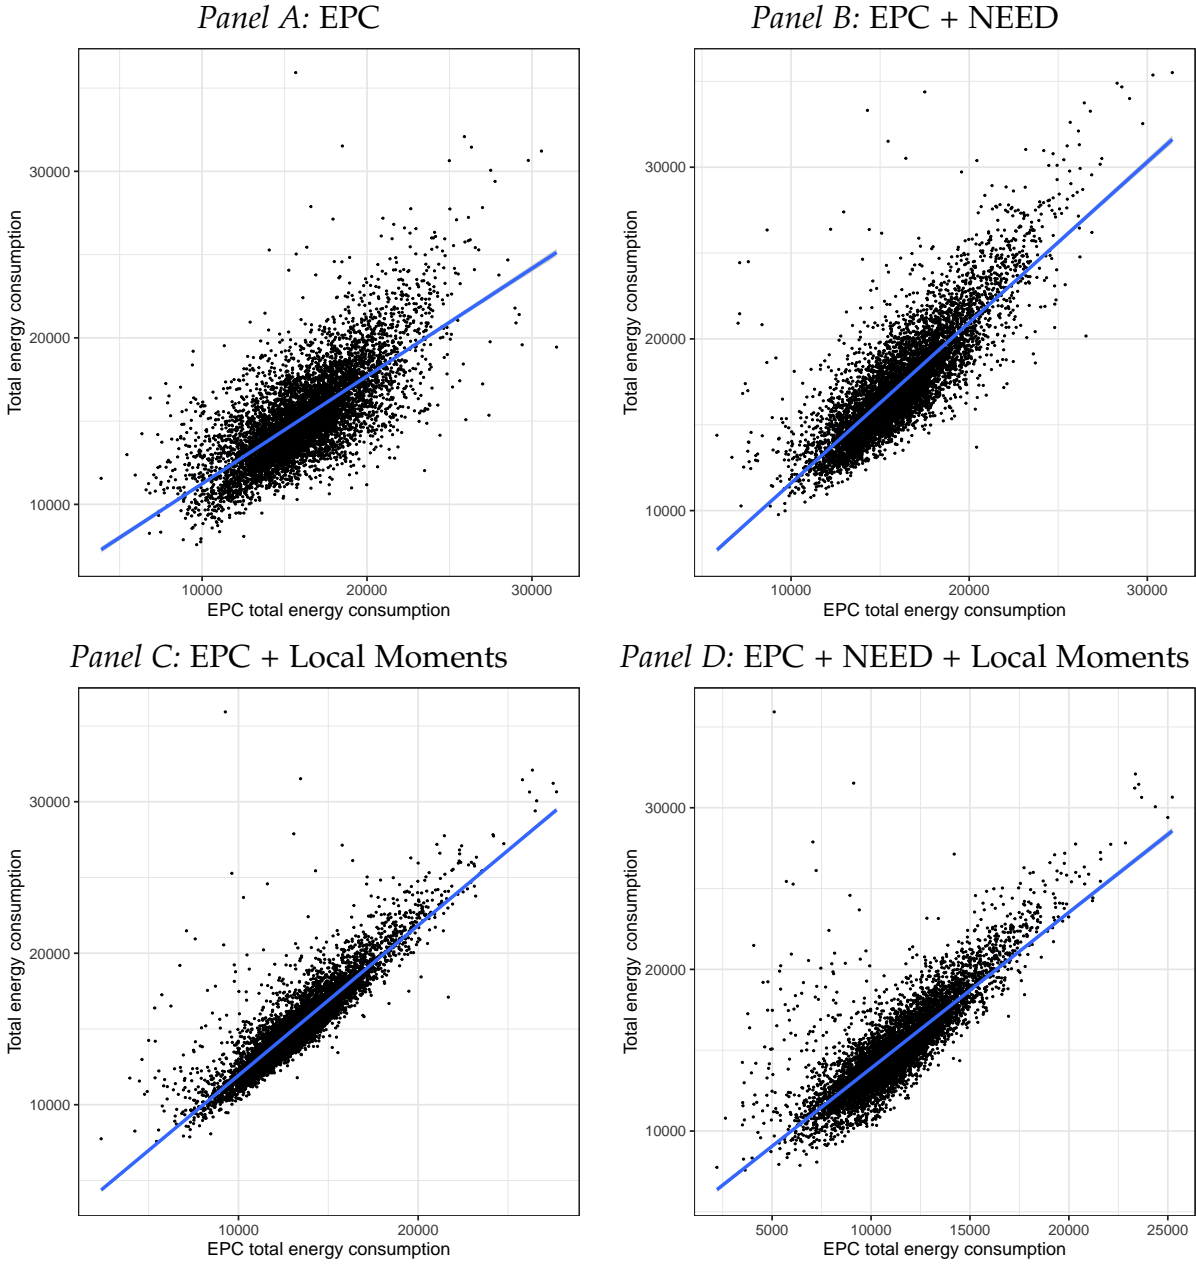 Panel A: EPC
Panel B: EPC + NEED
Total energy consumption
30000
20000
10000
10000
20000
30000
EPC total energy consumption
Total energy consumption
30000
20000
10000
10000
20000
30000
EPC total energy consumption
Panel C: EPC + Local Moments
Panel D: EPC + NEED + Local Moments
Total energy consumption
30000
20000
10000
10000
20000
EPC total energy consumption
Total energy consumption
30000
20000
10000
5000
10000
15000
20000
25000
EPC total energy consumption